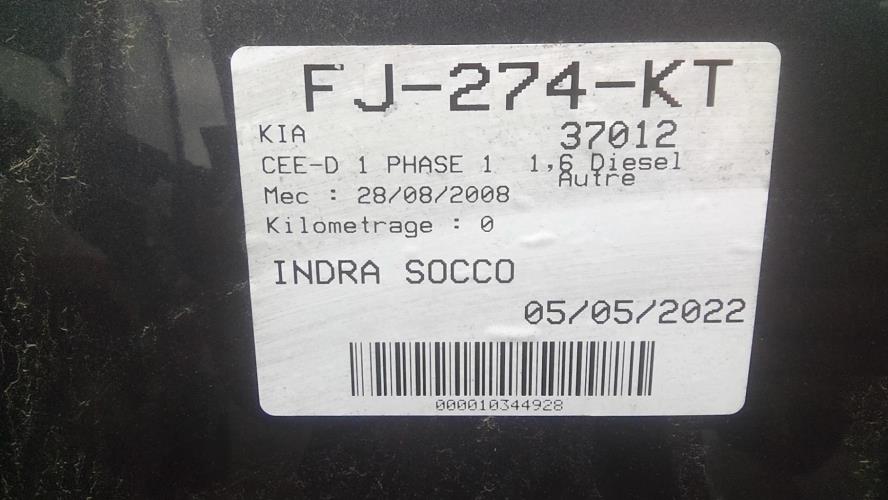 FJ-274-KT
KIA 37012
CEE-D 1 PHASE 1 1,6 Diesel
Autre
Mec : 28/08/2008
Kilometrage : 0
INDRA SOCCO
05/05/2022
000010344928